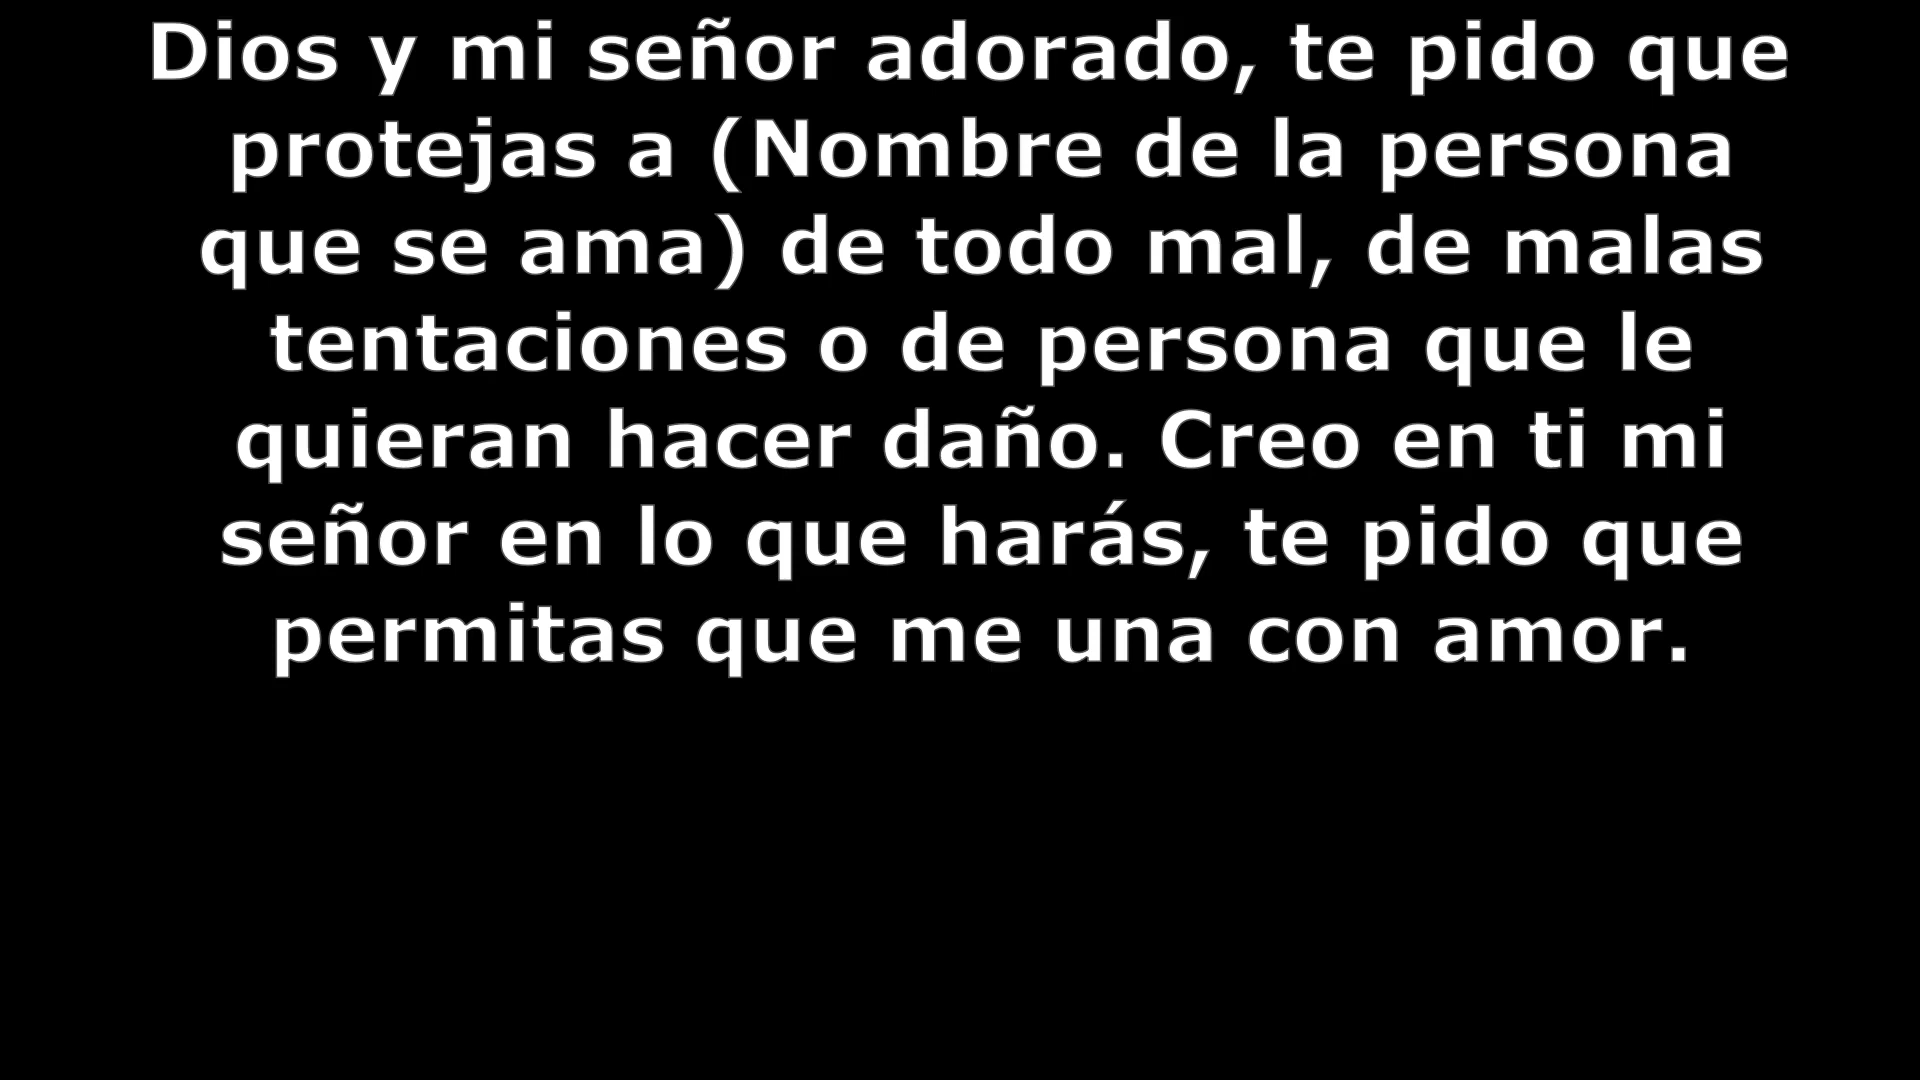 Dios y mi señor adorado, te pido que
protejas a (Nombre de la persona
que se ama) de todo mal, de malas
tentaciones o de persona que le
quieran hacer daño. Creo en ti mi
señor en lo que harás, te pido que
permitas que me una con amor.